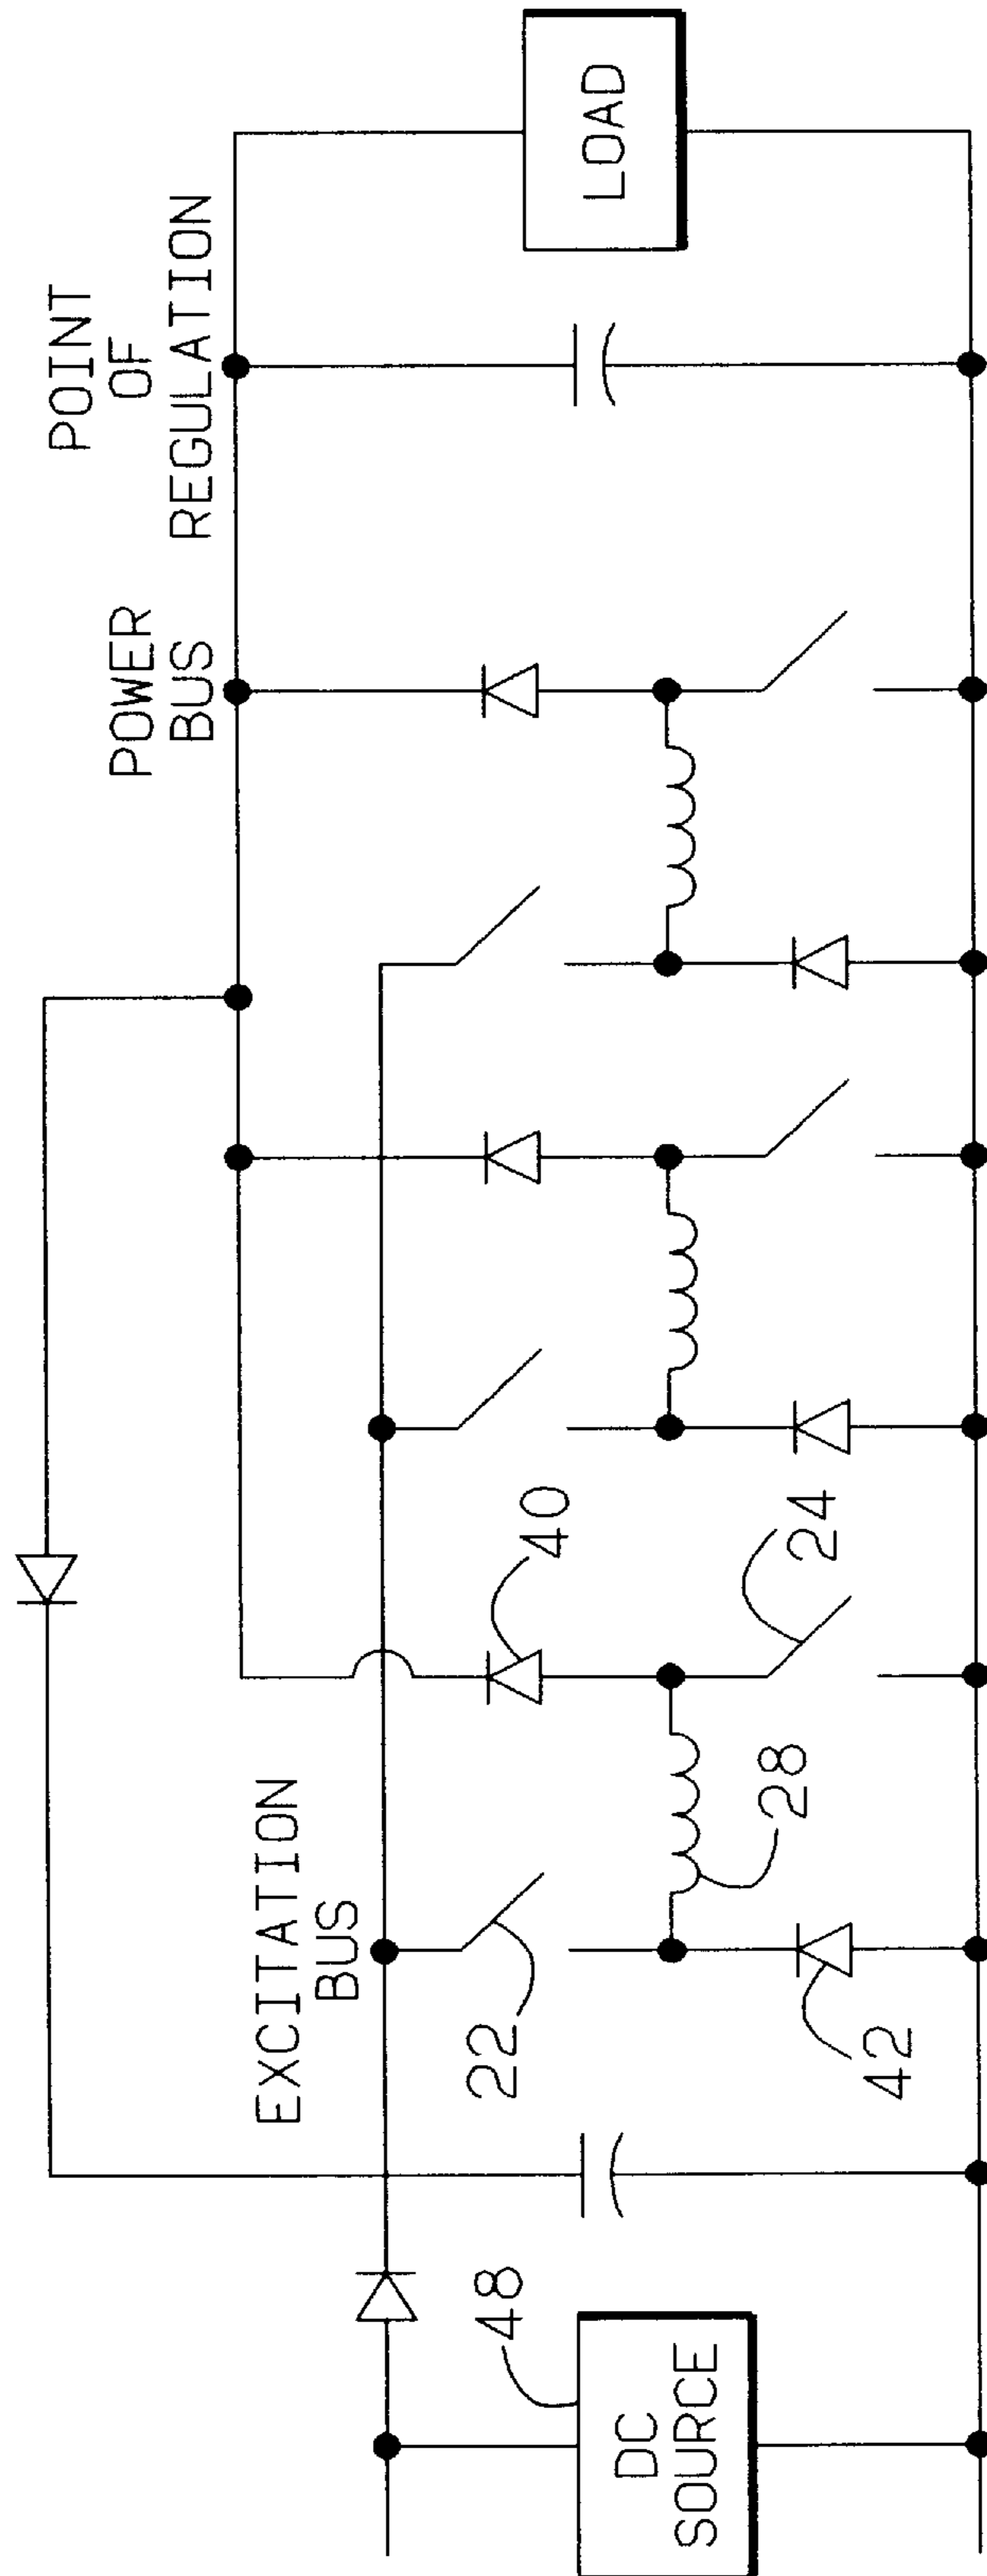 POINT
OF
REGULATION
POWER
BUS
LOAD
EXCITATION
BUS
40
24
22
28
42
48
DC
SOURCE